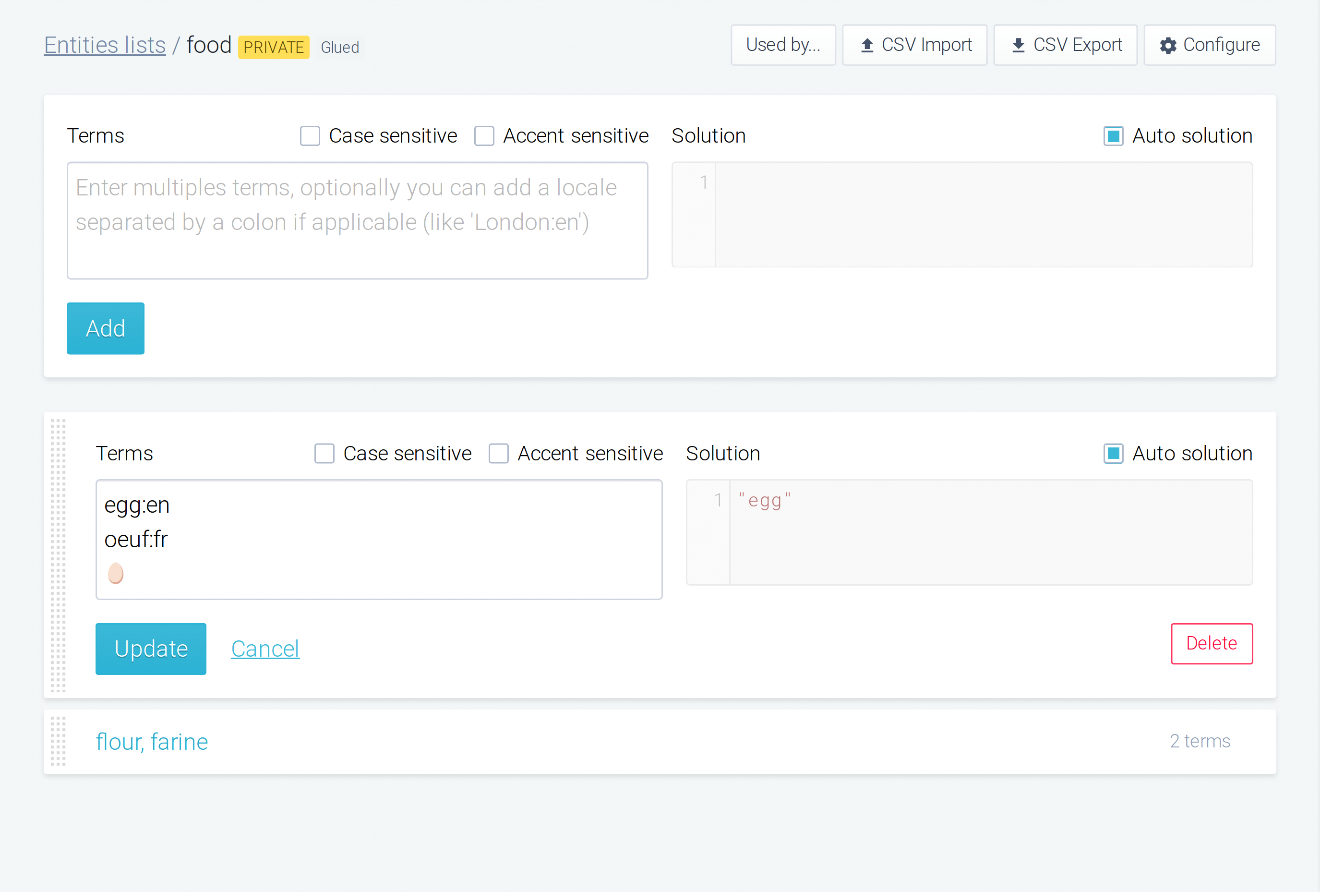 Entities lists / food PRIVATE Glued
Used by... CSV Import CSV Export Configure
Terms Case sensitive Accent sensitive Solution Auto solution
Enter multiples terms, optionally you can add a locale
separated by a colon if applicable (like 'London:en')
1
Add
Terms Case sensitive Accent sensitive Solution Auto solution
egg:en
oeuf:fr
🥚
1 "egg"
Update Cancel Delete
flour, farine 2 terms